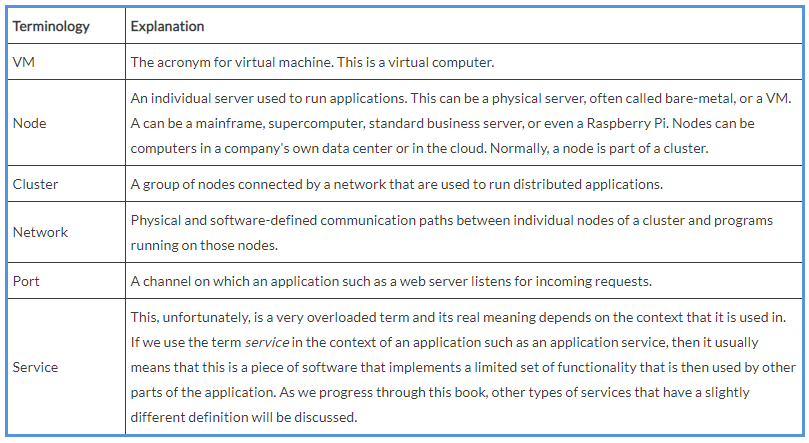 Terminology Explanation
VM The acronym for virtual machine. This is a virtual computer.
An individual server used to run applications. This can be a physical server, often called bare-metal, or a VM.
Node A can be a mainframe, supercomputer, standard business server, or even a Raspberry Pi. Nodes can be
computers in a company's own data center or in the cloud. Normally, a node is part of a cluster.
Cluster A group of nodes connected by a network that are used to run distributed applications.
Network Physical and software-defined communication paths between individual nodes of a cluster and programs
running on those nodes.
Port A channel on which an application such as a web server listens for incoming requests.
This, unfortunately, is a very overloaded term and its real meaning depends on the context that it is used in.
If we use the term service in the context of an application such as an application service, then it usually
Service means that this is a piece of software that implements a limited set of functionality that is then used by other
parts of the application. As we progress through this book, other types of services that have a slightly
different definition will be discussed.